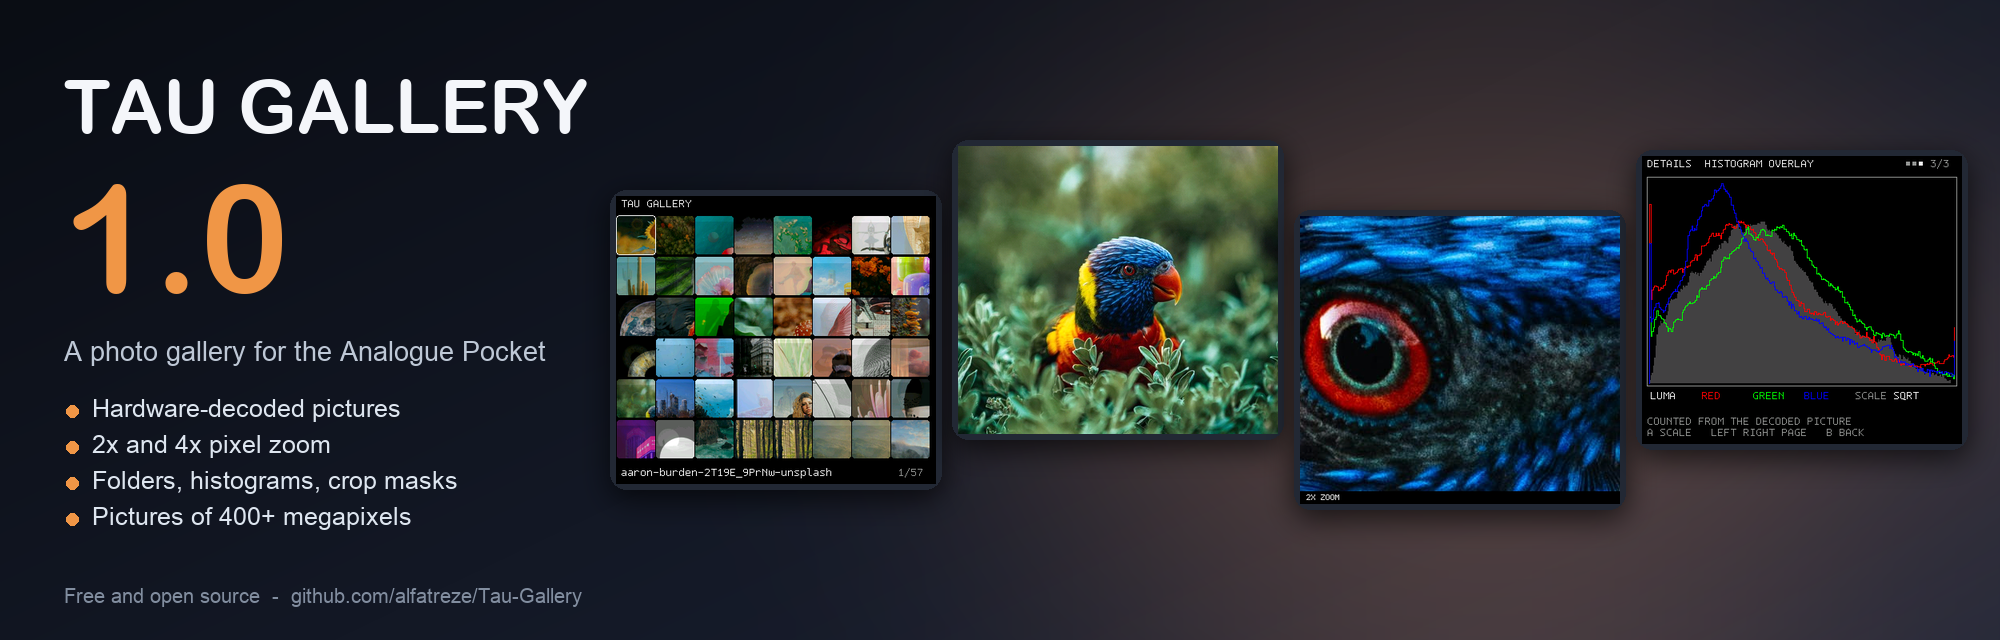 TAU GALLERY
1.0
A photo gallery for the Analogue Pocket
Hardware-decoded pictures
2x and 4x pixel zoom
Folders, histograms, crop masks
Pictures of 400+ megapixels
Free and open source - github.com/alfatreze/Tau-Gallery
TAU GALLERY
aaron-burden-2T19E_9PrNw-unsplash 1/57
2X ZOOM
DETAILS HISTOGRAM OVERLAY 3/3
LUMA RED GREEN BLUE SCALE SQRT
COUNTED FROM THE DECODED PICTURE
A SCALE LEFT RIGHT PAGE B BACK